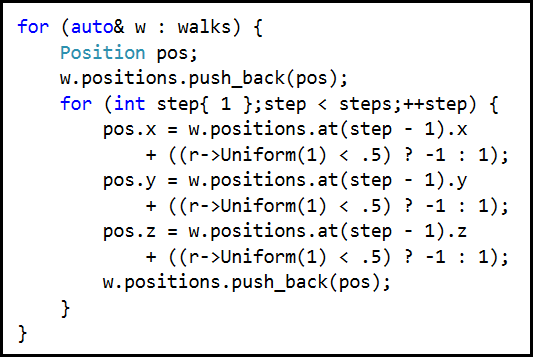 for (auto& w : walks) {
    Position pos;
    w.positions.push_back(pos);
    for (int step{ 1 };step < steps;++step) {
        pos.x = w.positions.at(step - 1).x
            + ((r->Uniform(1) < .5) ? -1 : 1);
        pos.y = w.positions.at(step - 1).y
            + ((r->Uniform(1) < .5) ? -1 : 1);
        pos.z = w.positions.at(step - 1).z
            + ((r->Uniform(1) < .5) ? -1 : 1);
        w.positions.push_back(pos);
    }
}